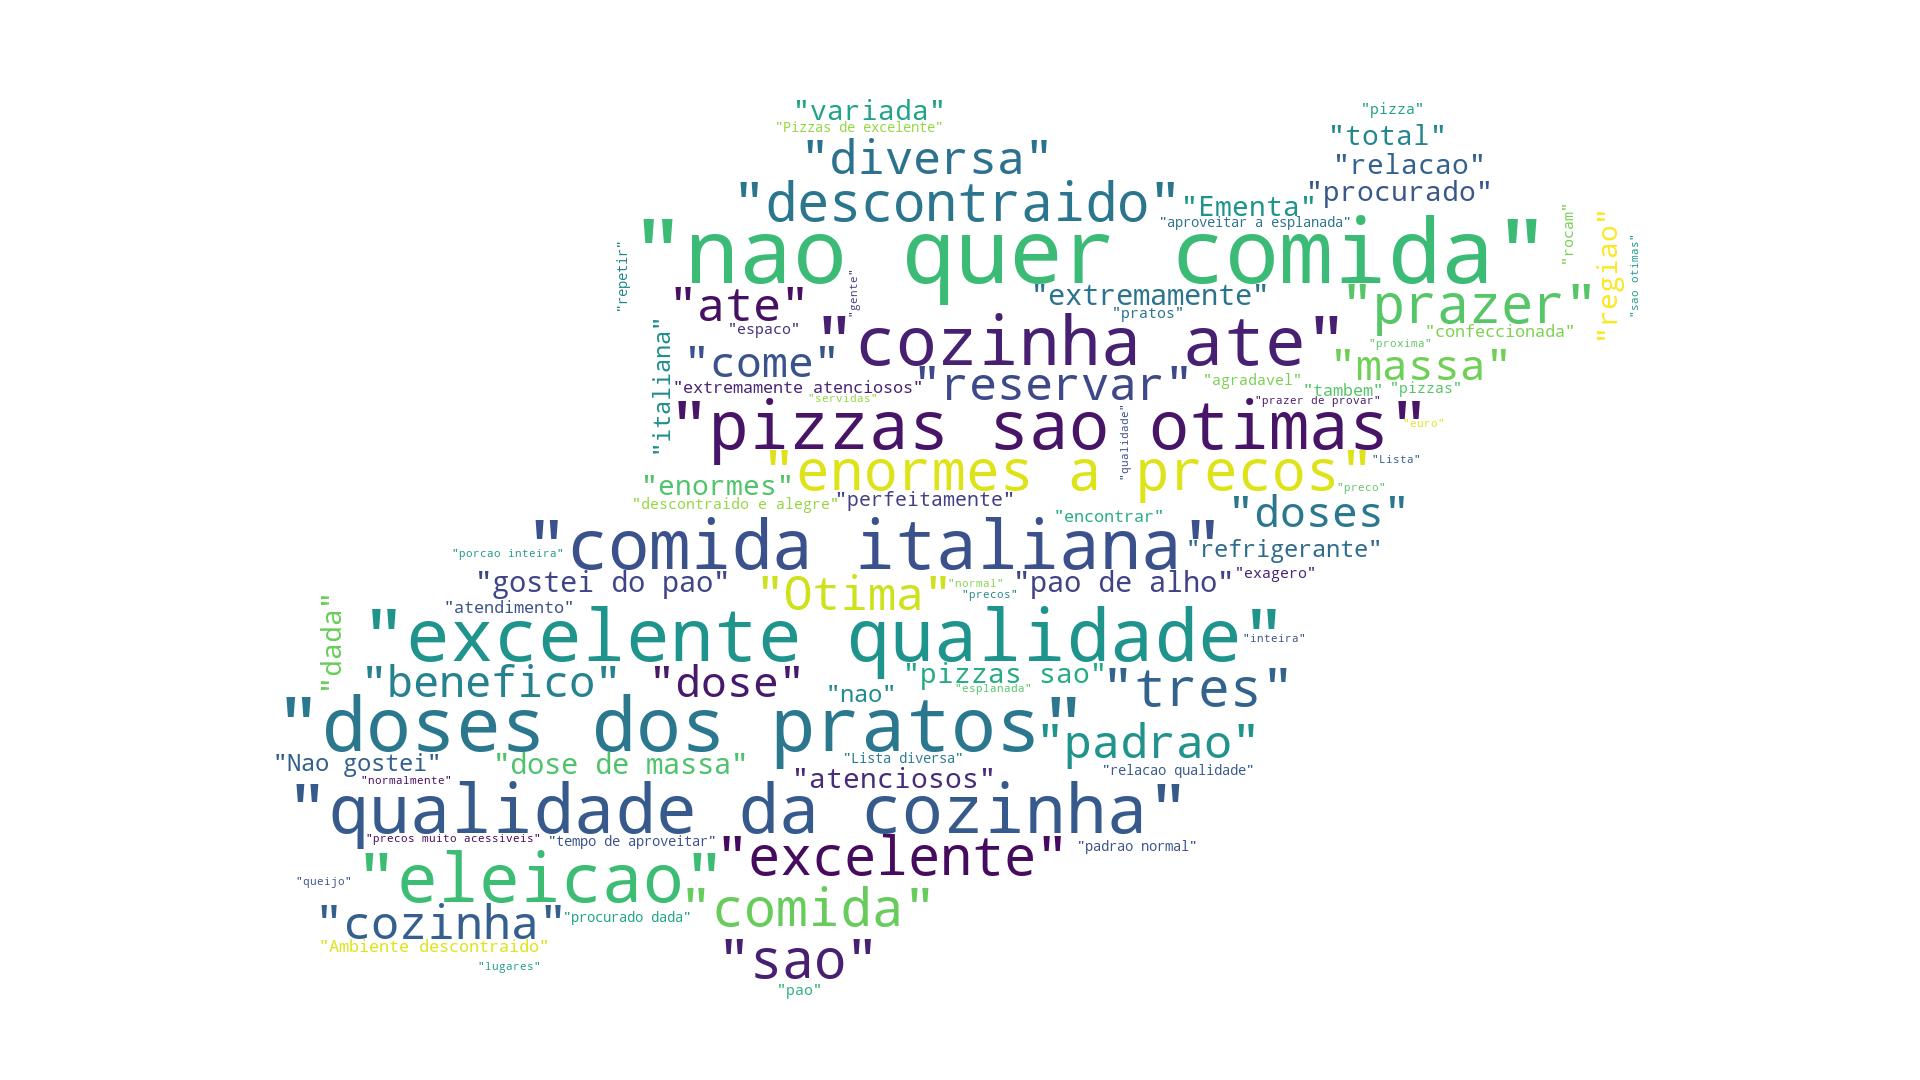 "variada"
"pizza"
"Pizzas de excelente"
"total"
"diversa"
"relacao"
"procurado"
"descontraido"
"Ementa"
"aproveitar a esplanada"
"rocam"
"regiao"
"sao otimas"
"nao quer comida"
"repetir"
"gente"
"extremamente"
"ate"
"prazer"
"pratos"
"espaco"
"confeccionada"
"cozinha ate"
"proxima"
"italiana"
"come"
"massa"
"reservar"
"agradavel"
"extremamente atenciosos"
"tambem"
"pizzas"
"servidas"
"prazer de provar"
"pizzas sao otimas"
"euro"
"qualidade"
"enormes a precos"
"Lista"
"enormes"
"preco"
"perfeitamente"
"descontraido e alegre"
"doses"
"encontrar"
"comida italiana"
"refrigerante"
"porcao inteira"
"exagero"
"gostei do pao"
"pao de alho"
"normal"
"Otima"
"precos"
"atendimento"
"dada"
"excelente qualidade"
"inteira"
"pizzas sao"
"benefico"
"dose"
"esplanada"
"tres"
"nao"
"doses dos pratos"
"padrao"
"Lista diversa"
"Nao gostei"
"dose de massa"
"relacao qualidade"
"atenciosos"
"normalmente"
"qualidade da cozinha"
"precos muito acessiveis"
"tempo de aproveitar"
"padrao normal"
"excelente"
"eleicao"
"queijo"
"comida"
"procurado dada"
"cozinha"
"Ambiente descontraido"
"sao"
"lugares"
"pao"